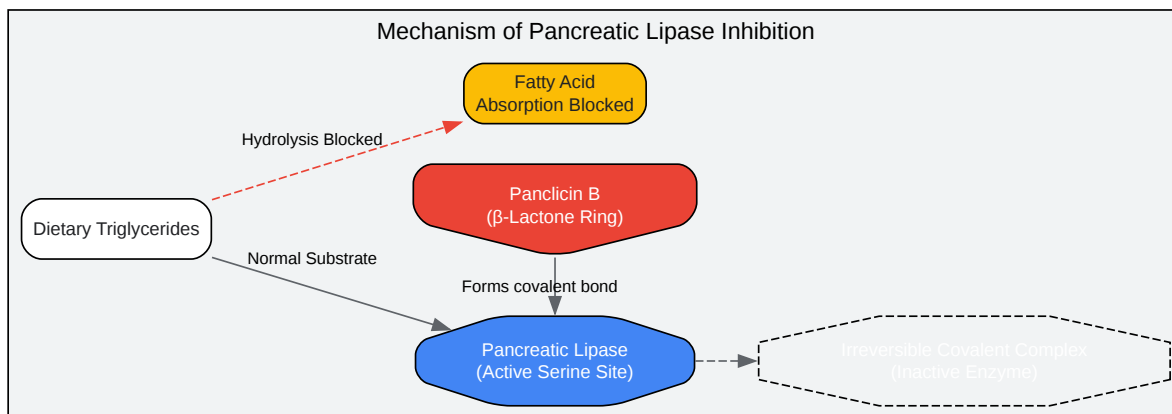 Mechanism of Pancreatic Lipase Inhibition
Fatty Acid
Absorption Blocked
Hydrolysis Blocked
Panclicin B
(β-Lactone Ring)
Dietary Triglycerides
Normal Substrate
Forms covalent bond
Pancreatic Lipase
(Active Serine Site)
Irreversible Covalent Complex
(Inactive Enzyme)